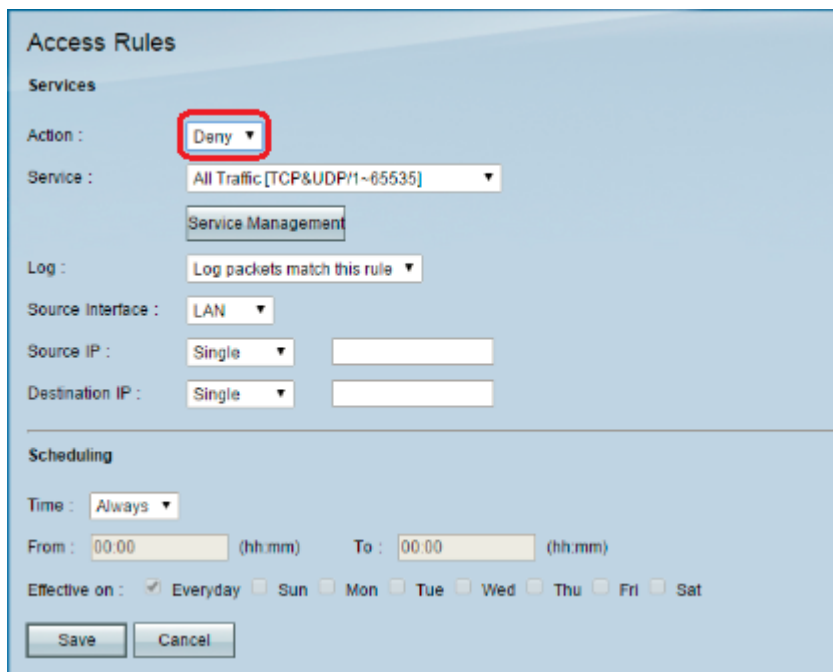 Access Rules
Services
Action : Deny
Service : All Traffic [TCP&UDP/1~65535]
Service Management
Log : Log packets match this rule
Source Interface : LAN
Source IP : Single
Destination IP : Single
Scheduling
Time : Always
From : 00:00 (hh:mm) To : 00:00 (hh:mm)
Effective on : Everyday Sun Mon Tue Wed Thu Fri Sat
Save Cancel